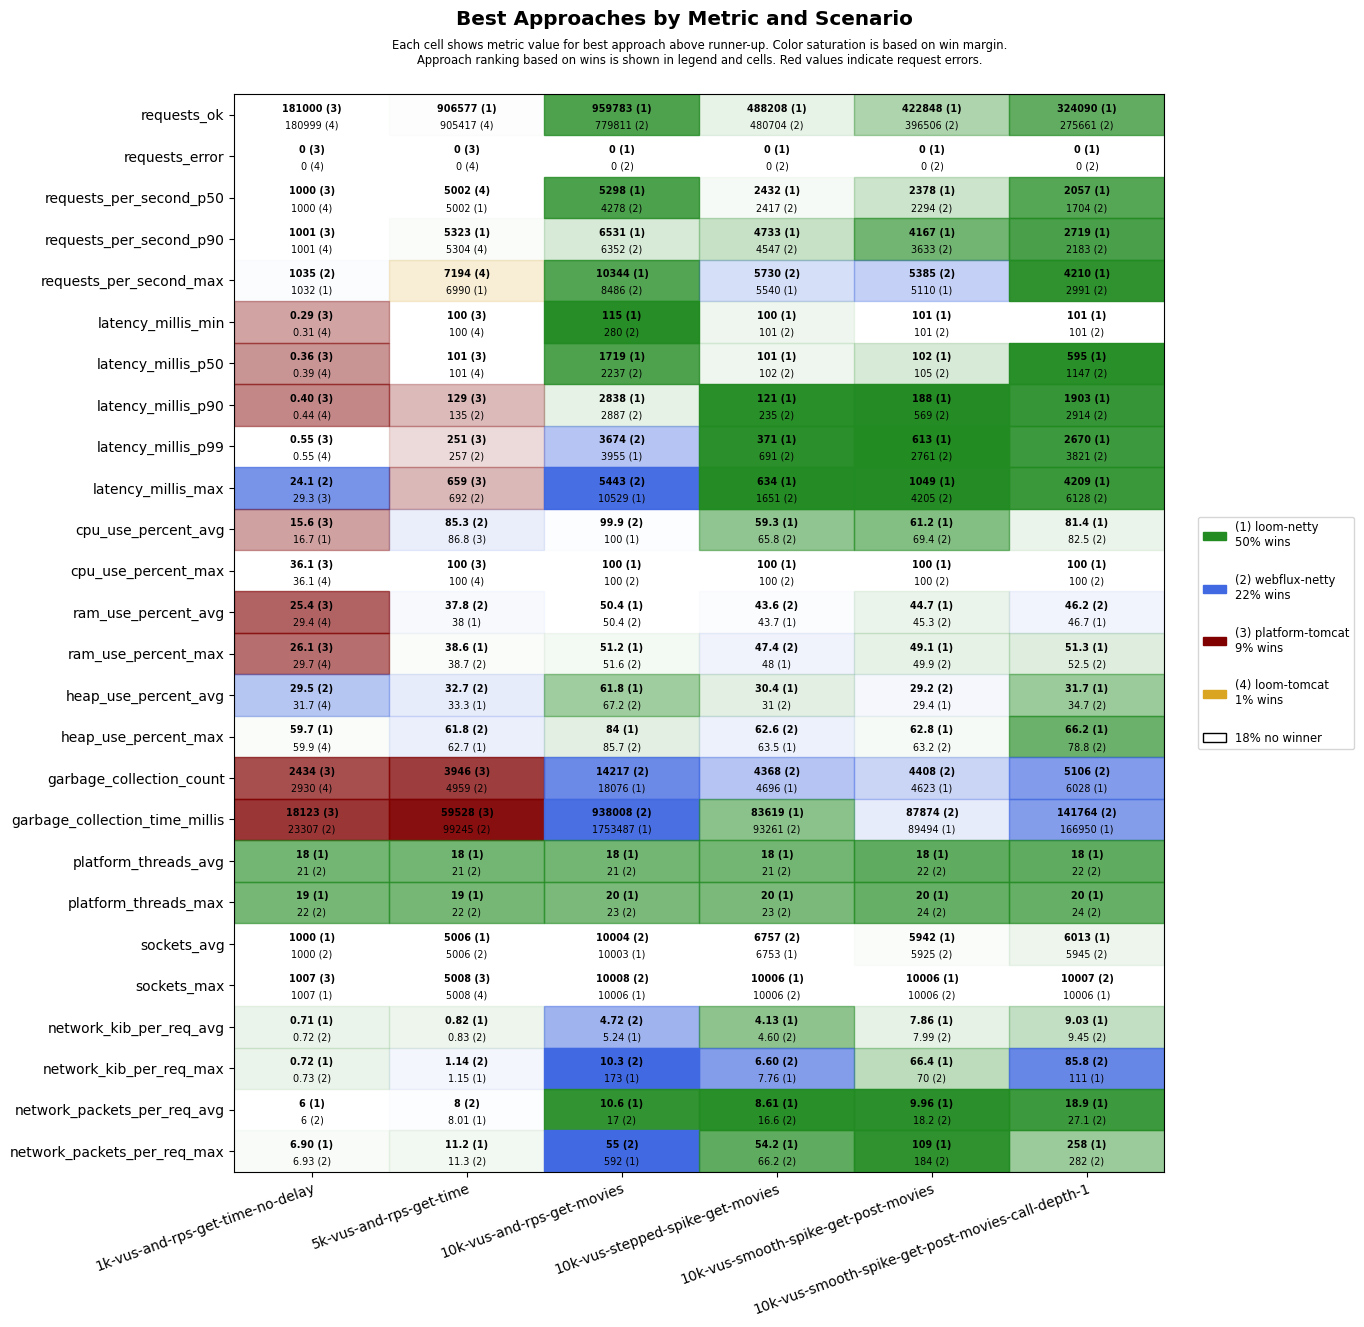 Best Approaches by Metric and Scenario
Each cell shows metric value for best approach above runner-up. Color saturation is based on win margin.
Approach ranking based on wins is shown in legend and cells. Red values indicate request errors.
requests_ok
181000 (3) 906577 (1) 959783 (1) 488208 (1) 422848 (1) 324090 (1)
180999 (4) 905417 (4) 779811 (2) 480704 (2) 396506 (2) 275661 (2)
requests_error
0 (3) 0 (3) 0 (1) 0 (1) 0 (1) 0 (1)
0 (4) 0 (4) 0 (2) 0 (2) 0 (2) 0 (2)
requests_per_second_p50
1000 (3) 5002 (4) 5298 (1) 2432 (1) 2378 (1) 2057 (1)
1000 (4) 5002 (1) 4278 (2) 2417 (2) 2294 (2) 1704 (2)
requests_per_second_p90
1001 (3) 5323 (1) 6531 (1) 4733 (1) 4167 (1) 2719 (1)
1001 (4) 5304 (4) 6352 (2) 4547 (2) 3633 (2) 2183 (2)
requests_per_second_max
1035 (2) 7194 (4) 10344 (1) 5730 (2) 5385 (2) 4210 (1)
1032 (1) 6990 (1) 8486 (2) 5540 (1) 5110 (1) 2991 (2)
latency_millis_min
0.29 (3) 100 (3) 115 (1) 100 (1) 101 (1) 101 (1)
0.31 (4) 100 (4) 280 (2) 101 (2) 101 (2) 101 (2)
latency_millis_p50
0.36 (3) 101 (3) 1719 (1) 101 (1) 102 (1) 595 (1)
0.39 (4) 101 (4) 2237 (2) 102 (2) 105 (2) 1147 (2)
latency_millis_p90
0.40 (3) 129 (3) 2838 (1) 121 (1) 188 (1) 1903 (1)
0.44 (4) 135 (2) 2887 (2) 235 (2) 569 (2) 2914 (2)
latency_millis_p99
0.55 (3) 251 (3) 3674 (2) 371 (1) 613 (1) 2670 (1)
0.55 (4) 257 (2) 3955 (1) 691 (2) 2761 (2) 3821 (2)
latency_millis_max
24.1 (2) 659 (3) 5443 (2) 634 (1) 1049 (1) 4209 (1)
29.3 (3) 692 (2) 10529 (1) 1651 (2) 4205 (2) 6128 (2)
cpu_use_percent_avg
15.6 (3) 85.3 (2) 99.9 (2) 59.3 (1) 61.2 (1) 81.4 (1)
16.7 (1) 86.8 (3) 100 (1) 65.8 (2) 69.4 (2) 82.5 (2)
cpu_use_percent_max
36.1 (3) 100 (3) 100 (1) 100 (1) 100 (1) 100 (1)
36.1 (4) 100 (4) 100 (2) 100 (2) 100 (2) 100 (2)
ram_use_percent_avg
25.4 (3) 37.8 (2) 50.4 (1) 43.6 (2) 44.7 (1) 46.2 (2)
29.4 (4) 38 (1) 50.4 (2) 43.7 (1) 45.3 (2) 46.7 (1)
ram_use_percent_max
26.1 (3) 38.6 (1) 51.2 (1) 47.4 (2) 49.1 (1) 51.3 (1)
29.7 (4) 38.7 (2) 51.6 (2) 48 (1) 49.9 (2) 52.5 (2)
heap_use_percent_avg
29.5 (2) 32.7 (2) 61.8 (1) 30.4 (1) 29.2 (2) 31.7 (1)
31.7 (4) 33.3 (1) 67.2 (2) 31 (2) 29.4 (1) 34.7 (2)
heap_use_percent_max
59.7 (1) 61.8 (2) 84 (1) 62.6 (2) 62.8 (1) 66.2 (1)
59.9 (4) 62.7 (1) 85.7 (2) 63.5 (1) 63.2 (2) 78.8 (2)
garbage_collection_count
2434 (3) 3946 (3) 14217 (2) 4368 (2) 4408 (2) 5106 (2)
2930 (4) 4959 (2) 18076 (1) 4696 (1) 4623 (1) 6028 (1)
garbage_collection_time_millis
18123 (3) 59528 (3) 938008 (2) 83619 (1) 87874 (2) 141764 (2)
23307 (2) 99245 (2) 1753487 (1) 93261 (2) 89494 (1) 166950 (1)
platform_threads_avg
18 (1) 18 (1) 18 (1) 18 (1) 18 (1) 18 (1)
21 (2) 21 (2) 21 (2) 21 (2) 22 (2) 22 (2)
platform_threads_max
19 (1) 19 (1) 20 (1) 20 (1) 20 (1) 20 (1)
22 (2) 22 (2) 23 (2) 23 (2) 24 (2) 24 (2)
sockets_avg
1000 (1) 5006 (1) 10004 (2) 6757 (2) 5942 (1) 6013 (1)
1000 (2) 5006 (2) 10003 (1) 6753 (1) 5925 (2) 5945 (2)
sockets_max
1007 (3) 5008 (3) 10008 (2) 10006 (1) 10006 (1) 10007 (2)
1007 (1) 5008 (4) 10006 (1) 10006 (2) 10006 (2) 10006 (1)
network_kib_per_req_avg
0.71 (1) 0.82 (1) 4.72 (2) 4.13 (1) 7.86 (1) 9.03 (1)
0.72 (2) 0.83 (2) 5.24 (1) 4.60 (2) 7.99 (2) 9.45 (2)
network_kib_per_req_max
0.72 (1) 1.14 (2) 10.3 (2) 6.60 (2) 66.4 (1) 85.8 (2)
0.73 (2) 1.15 (1) 173 (1) 7.76 (1) 70 (2) 111 (1)
network_packets_per_req_avg
6 (1) 8 (2) 10.6 (1) 8.61 (1) 9.96 (1) 18.9 (1)
6 (2) 8.01 (1) 17 (2) 16.6 (2) 18.2 (2) 27.1 (2)
network_packets_per_req_max
6.90 (1) 11.2 (1) 55 (2) 54.2 (1) 109 (1) 258 (1)
6.93 (2) 11.3 (2) 592 (1) 66.2 (2) 184 (2) 282 (2)
1k-vus-and-rps-get-time-no-delay
5k-vus-and-rps-get-time
10k-vus-and-rps-get-movies
10k-vus-stepped-spike-get-movies
10k-vus-smooth-spike-get-post-movies
10k-vus-smooth-spike-get-post-movies-call-depth-1
(1) loom-netty
50% wins
(2) webflux-netty
22% wins
(3) platform-tomcat
9% wins
(4) loom-tomcat
1% wins
18% no winner